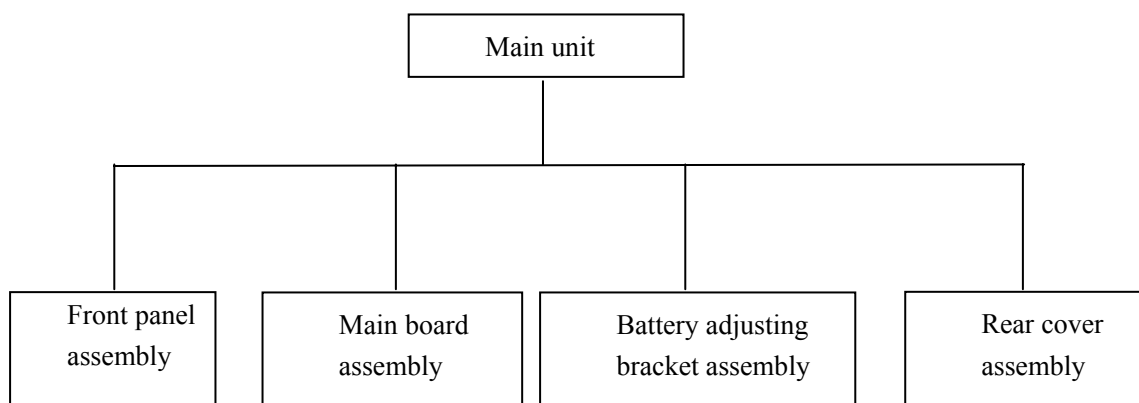 Main unit
Front panel
assembly
Main board
assembly
Battery adjusting
bracket assembly
Rear cover
assembly